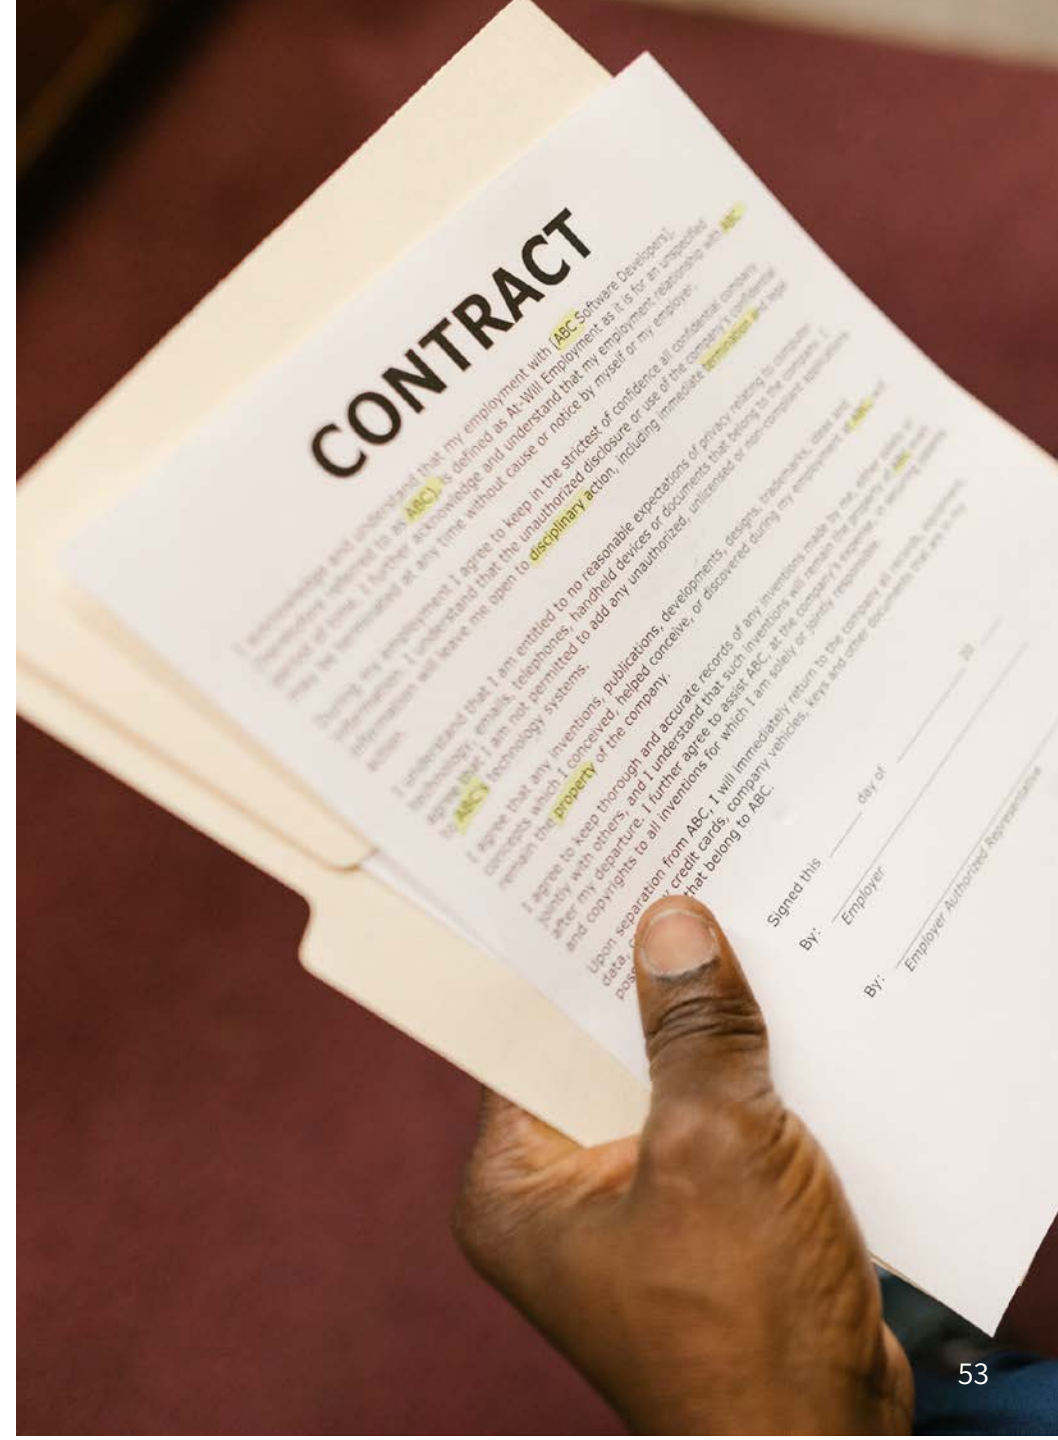 CONTRACT
I acknowledge and understand that my employment with (ABC Software Developers],
(hereafter referred to as ABC), is defined as At-Will Employment as it is for an unspecified
period of time. I further acknowledge and understand that my employment relationship with ABC
may be terminated at any time without cause or notice by myself or my employer.
During my employment I agree to keep in the strictest of confidence all confidential company
information. I understand that the unauthorized disclosure or use of the company's confidential
information will leave me open to disciplinary action, including immediate termination and legal
action.
I understand that I am entitled to no reasonable expectations of privacy relating to computer
technology, emails, telephones, handheld devices or documents that belong to the company. I
agree that I am not permitted to add any unauthorized, unlicensed or non-compliant applications
to ABC's technology systems.
I agree that any inventions, publications, developments, designs, trademarks, ideas and
concepts which I conceived, helped conceive, or discovered during my employment at ABC will
remain the property of the company.
I agree to keep thorough and accurate records of any inventions made by me, either solely or
jointly with others, and I understand that such inventions will remain the property of ABC even
after my departure. I further agree to assist ABC, at the company's expense, in securing patents
and copyrights to all inventions for which I am solely or jointly responsible.
Upon separation from ABC, I will immediately return to the company all records, equipment,
data, credit cards, company vehicles, keys and other documents that are in my
that belong to ABC.
Signed this day of 20
By:
Employer
By:
Employer Authorized Representative
53